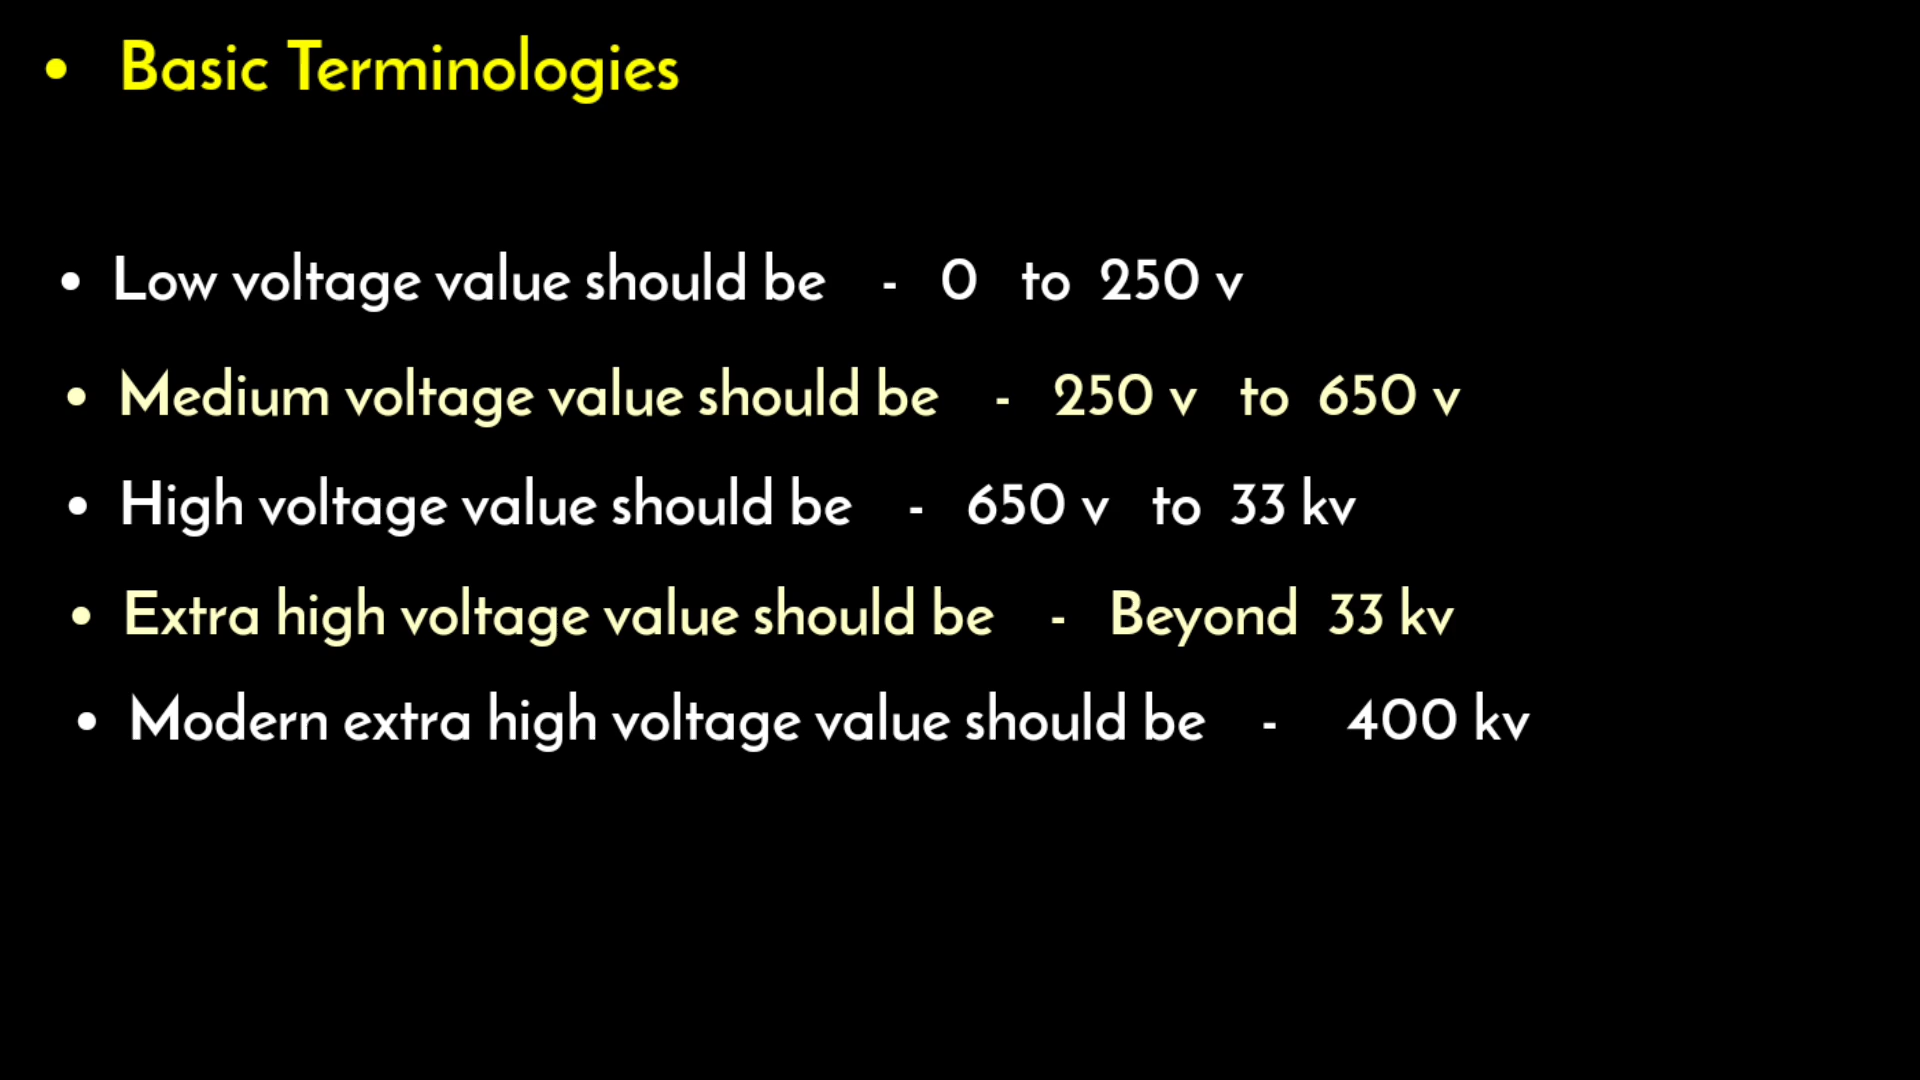 • Basic Terminologies
• Low voltage value should be - 0 to 250 v
• Medium voltage value should be - 250 v to 650 v
• High voltage value should be - 650 v to 33 kv
• Extra high voltage value should be - Beyond 33 kv
• Modern extra high voltage value should be - 400 kv